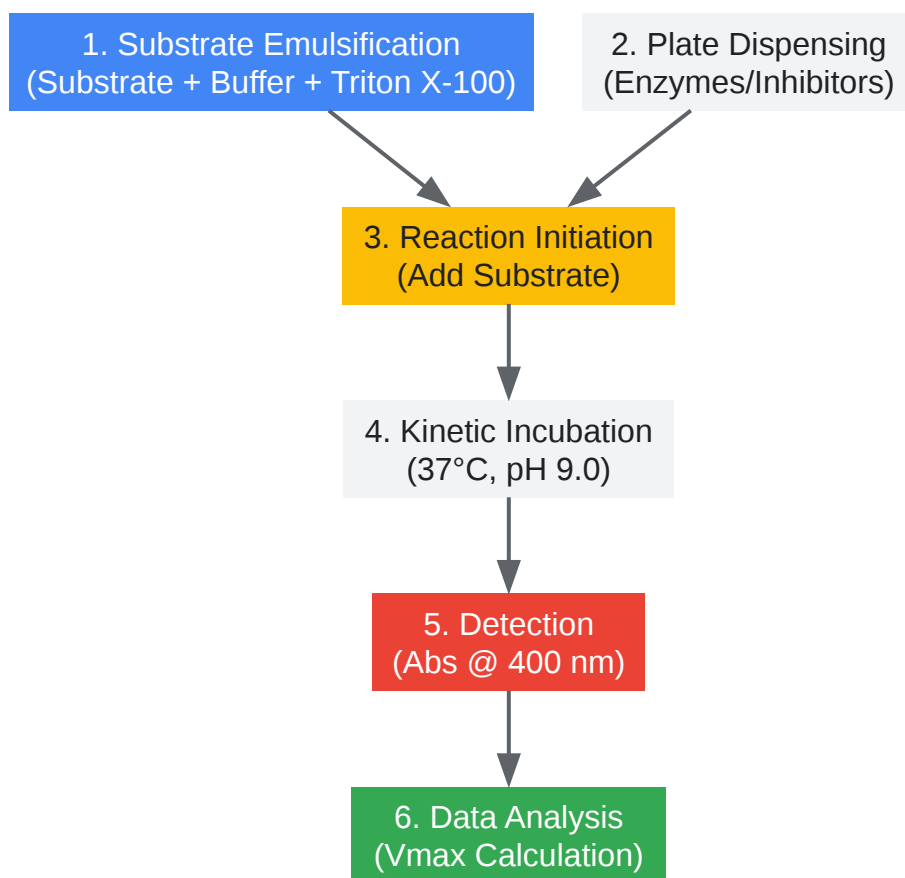 1. Substrate Emulsification
(Substrate + Buffer + Triton X-100)
2. Plate Dispensing
(Enzymes/Inhibitors)
3. Reaction Initiation
(Add Substrate)
4. Kinetic Incubation
(37°C, pH 9.0)
5. Detection
(Abs @ 400 nm)
6. Data Analysis
(Vmax Calculation)